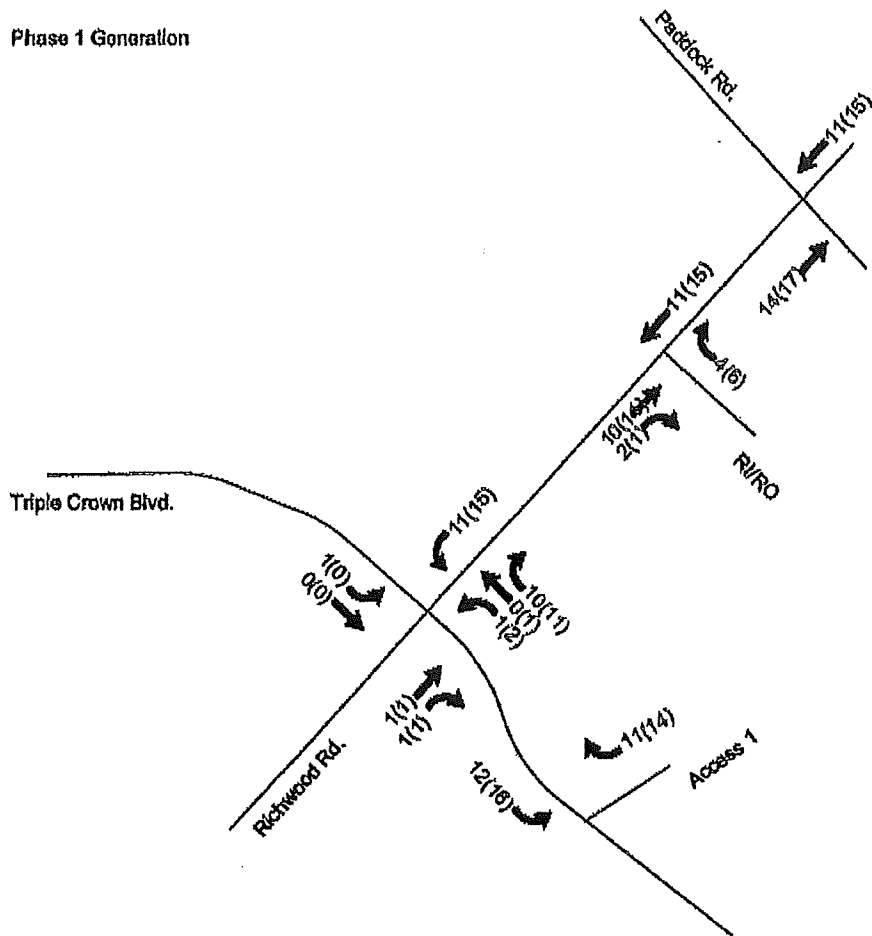 Phase 1 Generation
Paddock Rd.
11(15)
14(17)
11(15)
4(6)
2(1)
RI/RO
Triple Crown Blvd.
11(15)
1(0)
0(0)
10(11)
0(1)
1(2)
1(1)
1(1)
Richwood Rd.
11(14)
Access 1
12(16)